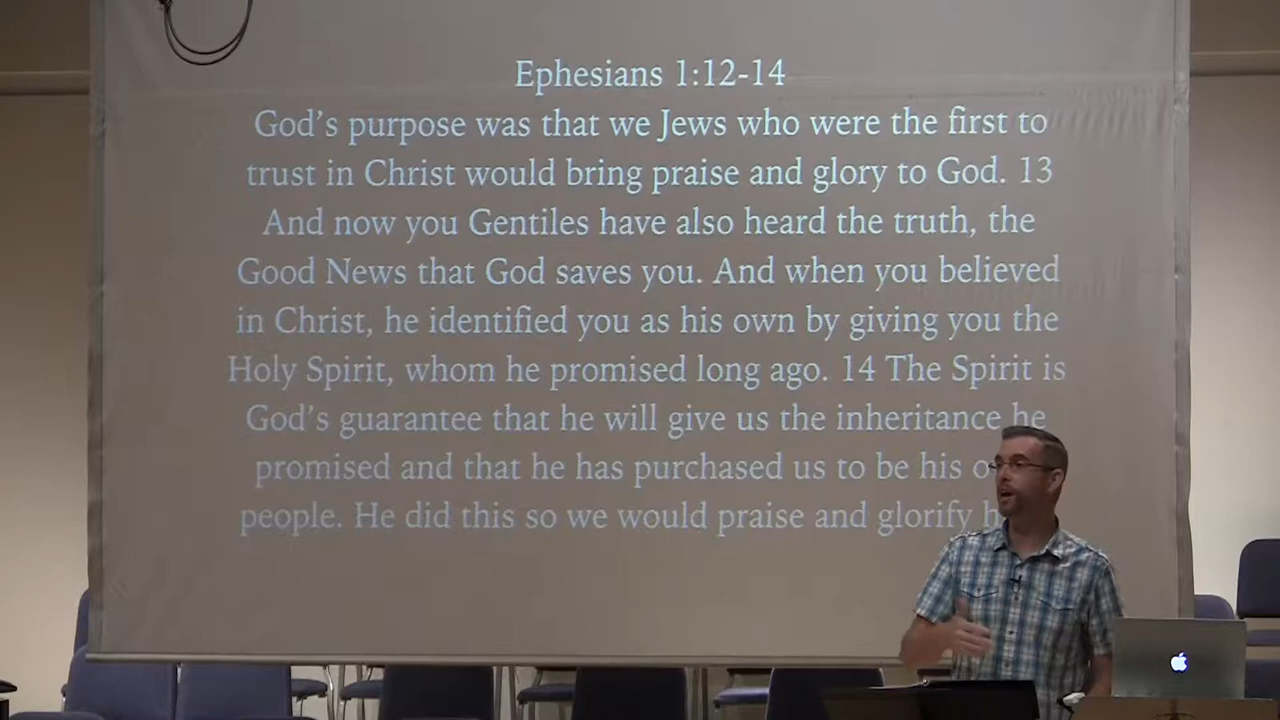 Ephesians 1:12-14
God's purpose was that we Jews who were the first to
trust in Christ would bring praise and glory to God. 13
And now you Gentiles have also heard the truth, the
Good News that God saves you. And when you believed
in Christ, he identified you as his own by giving you the
Holy Spirit, whom he promised long ago. 14 The Spirit is
God's guarantee that he will give us the inheritance he
promised and that he has purchased us to be his
people. He did this so we would praise and glorify